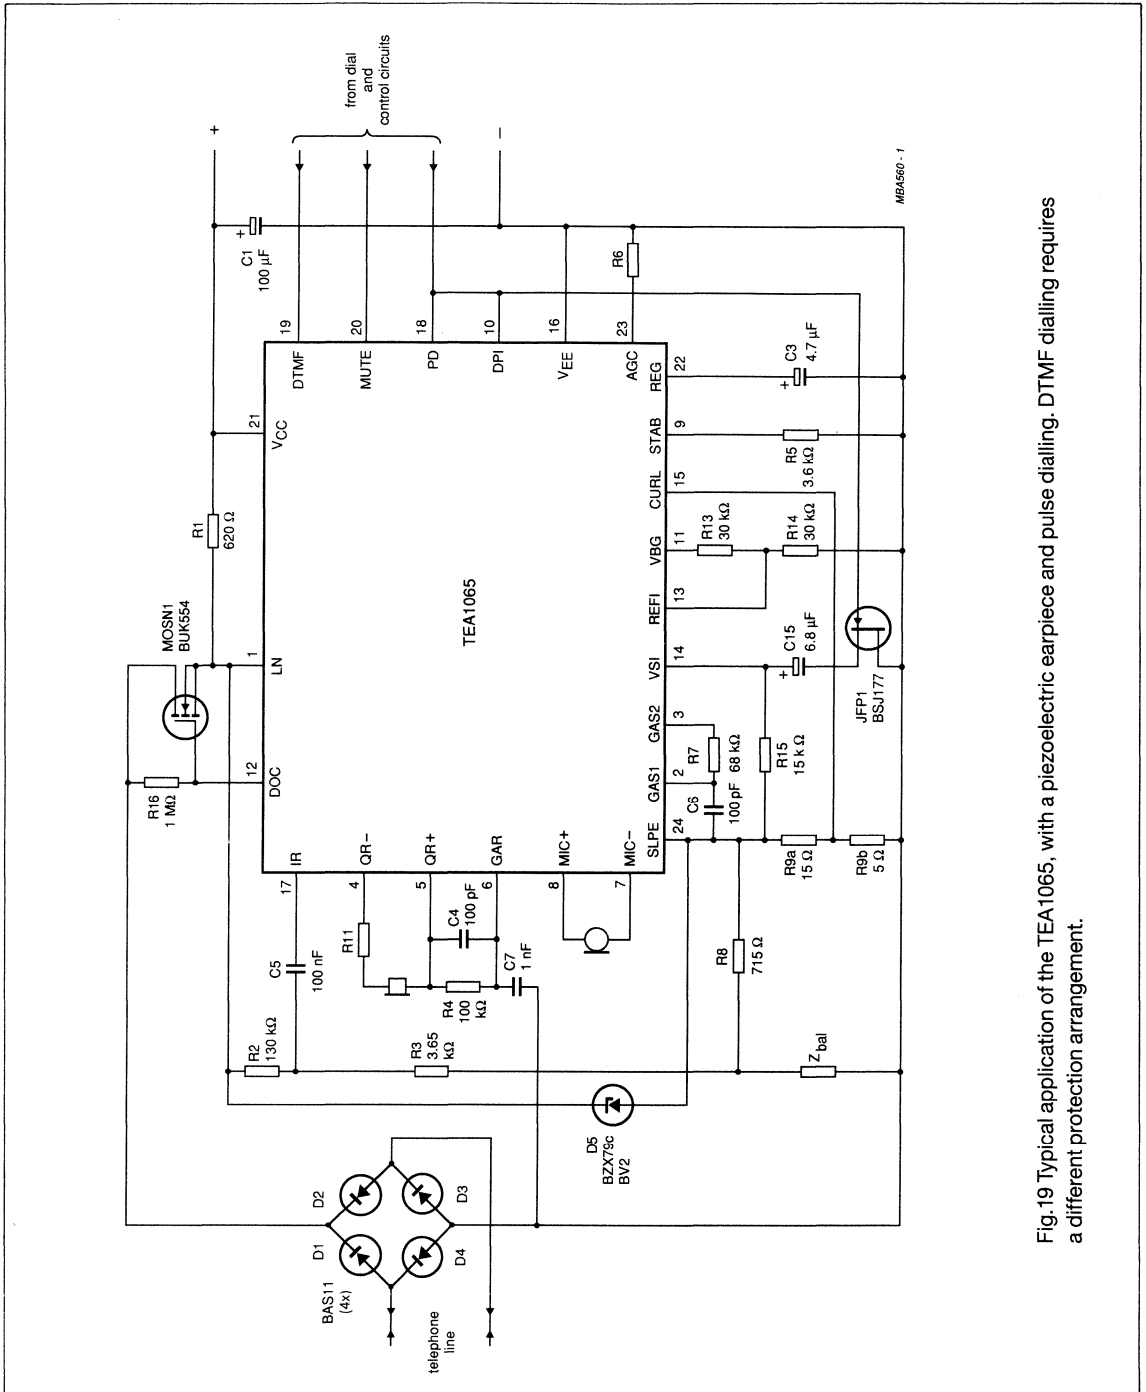 from dial
and
control circuits
+
−
C1
100 µF
+
R6
MBA560 - 1
DTMF
19
MUTE
20
PD
18
DPI
10
VEE
16
AGC
23
VCC
21
R1
620 Ω
MOSN1
BUK554
LN
1
DOC
12
R16
1 MΩ
TEA1065
REG
22
C3
4.7 µF
+
STAB
9
R5
3.6 kΩ
CURL
15
VBG
11
R13
30 kΩ
R14
30 kΩ
REFI
13
VSI
14
C15
6.8 µF
+
JFP1
BSJ177
GAS2
3
R7
68 kΩ
R15
15 k Ω
GAS1
2
C6
100 pF
SLPE
24
R9a
15 Ω
R9b
5 Ω
IR
17
QR−
4
QR+
5
GAR
6
MIC+
8
MIC−
7
C5
100 nF
R11
C4
100 pF
R4
100
kΩ
C7
1 nF
R8
715 Ω
R2
130 kΩ
R3
3.65
kΩ
Zbal
D5
BZX79c
BV2
D2
D3
D1
D4
BAS11
(4x)
telephone
line
Fig.19 Typical application of the TEA1065, with a piezoelectric earpiece and pulse dialling. DTMF dialling requires
a different protection arrangement.